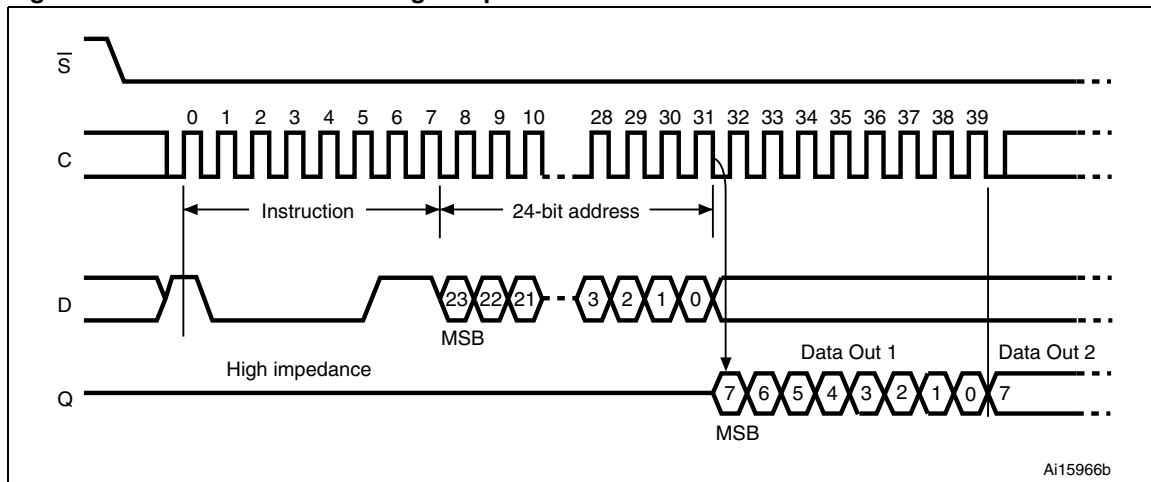 S
0 1 2 3 4 5 6 7 8 9 10 28 29 30 31 32 33 34 35 36 37 38 39
C
Instruction 24-bit address
D
23 22 21 3 2 1 0
MSB
High impedance Data Out 1 Data Out 2
Q
7 6 5 4 3 2 1 0 7
MSB
Ai15966b